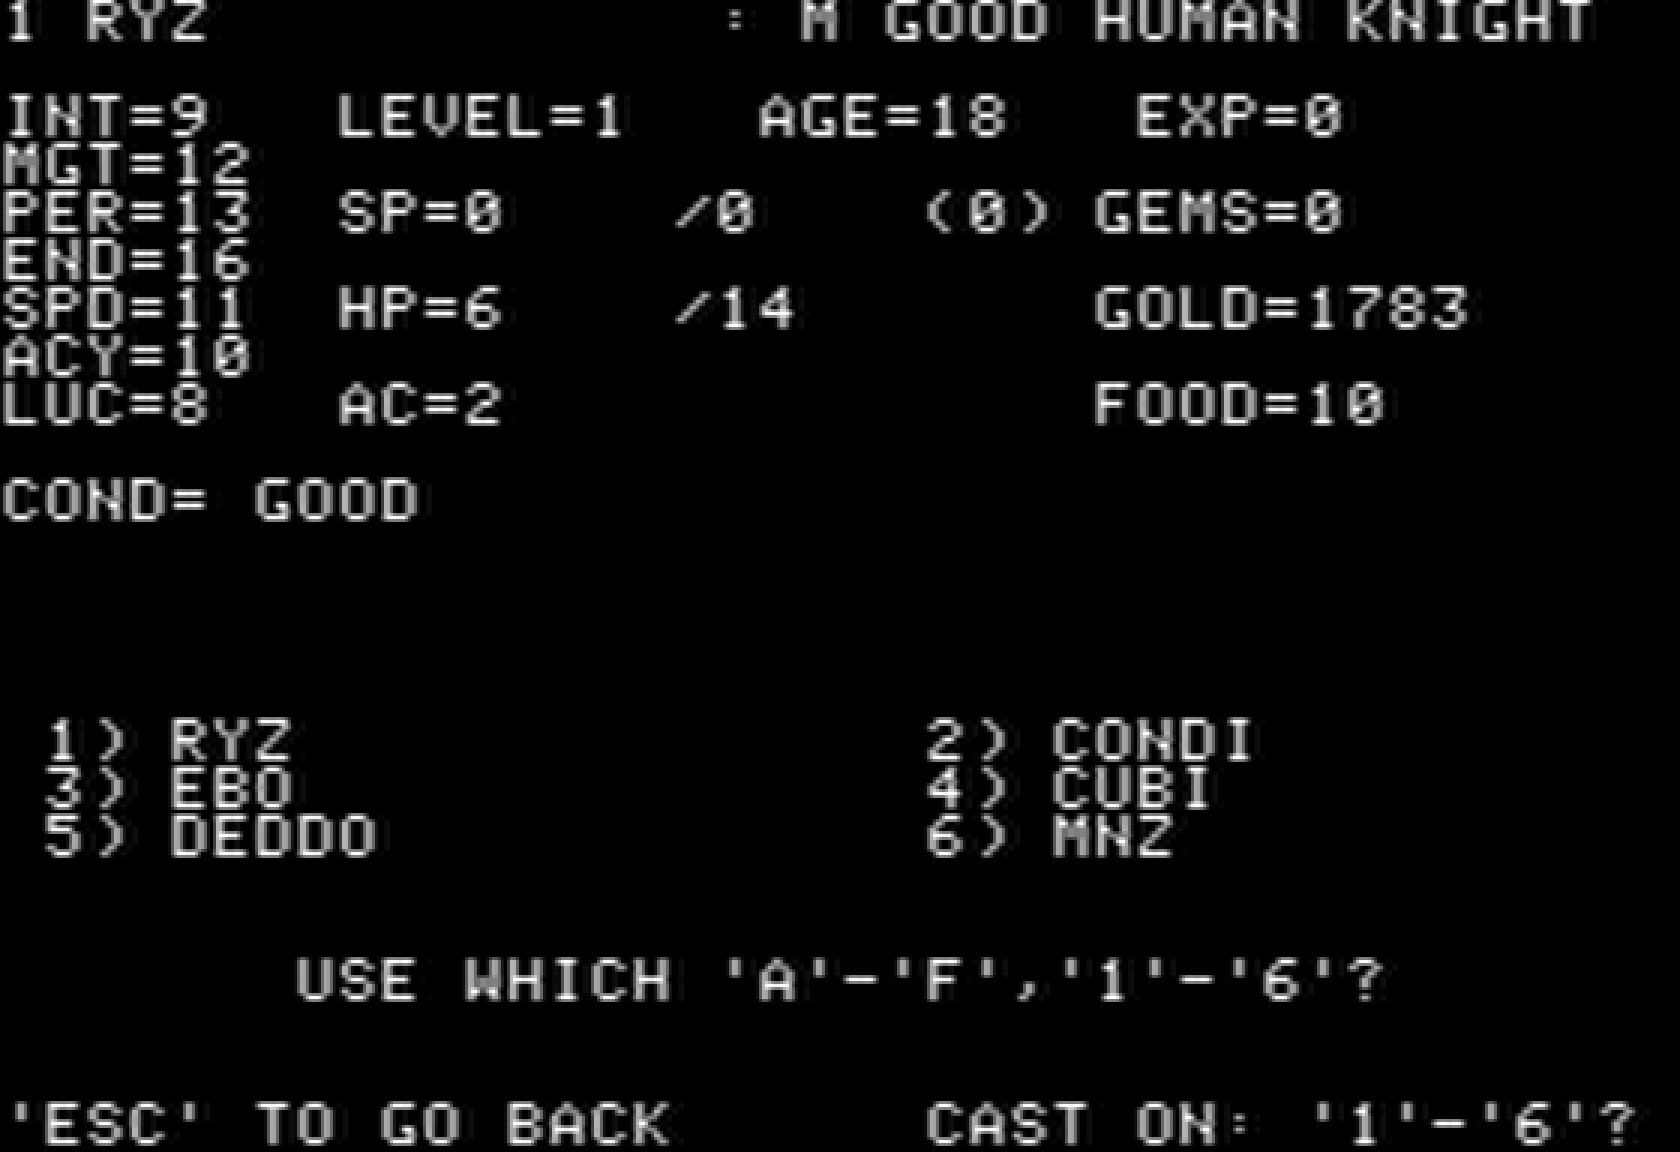 1 RYZ : M GOOD HUMAN KNIGHT
INT=9 LEVEL=1 AGE=18 EXP=0
MGT=12
PER=13 SP=0 /0 (0) GEMS=0
END=16
SPD=11 HP=6 /14 GOLD=1783
ACY=10
LUC=8 AC=2 FOOD=10
COND= GOOD
1) RYZ 2) CONDI
3) EBO 4) CUBI
5) DEDDO 6) MNZ
USE WHICH 'A'-'F','1'-'6'?
'ESC' TO GO BACK CAST ON: '1'-'6'?